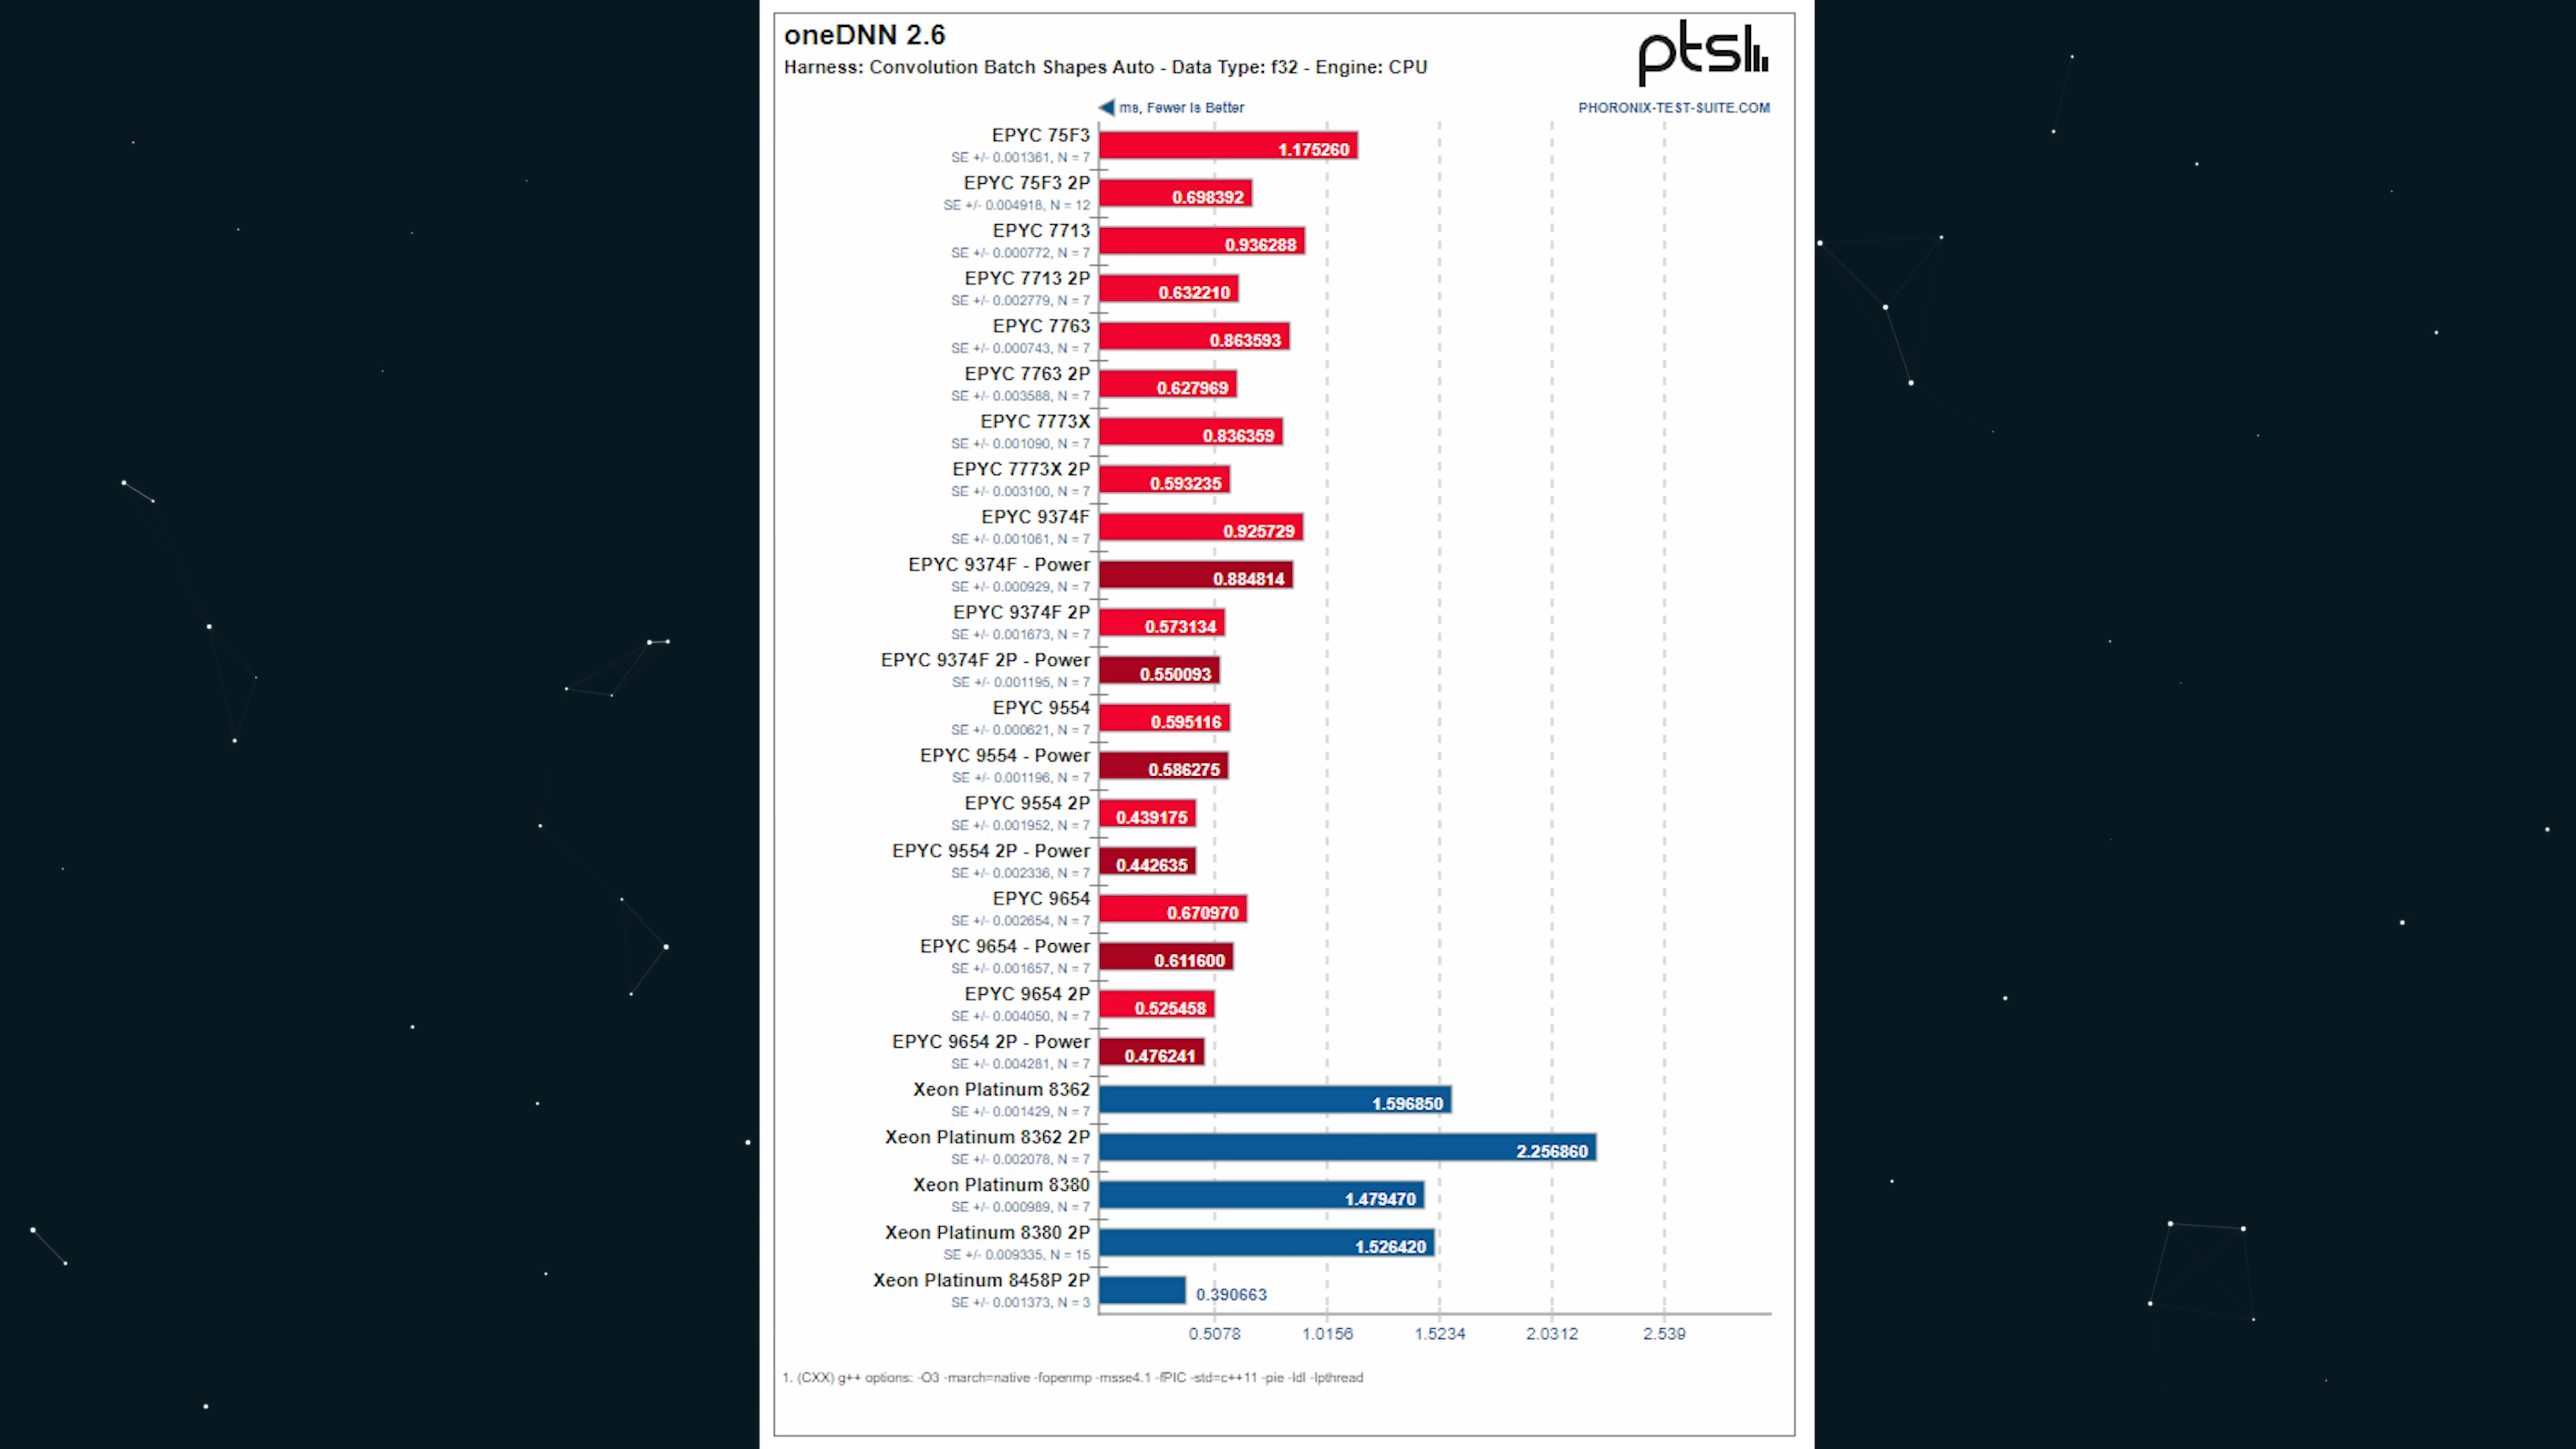 oneDNN 2.6
Harness: Convolution Batch Shapes Auto - Data Type: f32 - Engine: CPU
ptsl
ms, Fewer Is Better
PHORONIX-TEST-SUITE.COM
EPYC 75F3
SE +/- 0.001361, N = 7
1.175260
EPYC 75F3 2P
SE +/- 0.004918, N = 12
0.698392
EPYC 7713
SE +/- 0.000772, N = 7
0.936288
EPYC 7713 2P
SE +/- 0.002779, N = 7
0.632210
EPYC 7763
SE +/- 0.000743, N = 7
0.863593
EPYC 7763 2P
SE +/- 0.003588, N = 7
0.627969
EPYC 7773X
SE +/- 0.001090, N = 7
0.836359
EPYC 7773X 2P
SE +/- 0.003100, N = 7
0.593235
EPYC 9374F
SE +/- 0.001061, N = 7
0.925729
EPYC 9374F - Power
SE +/- 0.000929, N = 7
0.884814
EPYC 9374F 2P
SE +/- 0.001673, N = 7
0.573134
EPYC 9374F 2P - Power
SE +/- 0.001195, N = 7
0.550093
EPYC 9554
SE +/- 0.000621, N = 7
0.595116
EPYC 9554 - Power
SE +/- 0.001196, N = 7
0.586275
EPYC 9554 2P
SE +/- 0.001952, N = 7
0.439175
EPYC 9554 2P - Power
SE +/- 0.002336, N = 7
0.442635
EPYC 9654
SE +/- 0.002654, N = 7
0.670970
EPYC 9654 - Power
SE +/- 0.001657, N = 7
0.611600
EPYC 9654 2P
SE +/- 0.004050, N = 7
0.525458
EPYC 9654 2P - Power
SE +/- 0.004281, N = 7
0.476241
Xeon Platinum 8362
SE +/- 0.001429, N = 7
1.596850
Xeon Platinum 8362 2P
SE +/- 0.002078, N = 7
2.256860
Xeon Platinum 8380
SE +/- 0.000989, N = 7
1.479470
Xeon Platinum 8380 2P
SE +/- 0.009335, N = 15
1.526420
Xeon Platinum 8458P 2P
SE +/- 0.001373, N = 3
0.390663
0.5078 1.0156 1.5234 2.0312 2.539
1. (CXX) g++ options: -O3 -march=native -fopenmp -msse4.1 -fPIC -std=c++11 -pie -ldl -lpthread